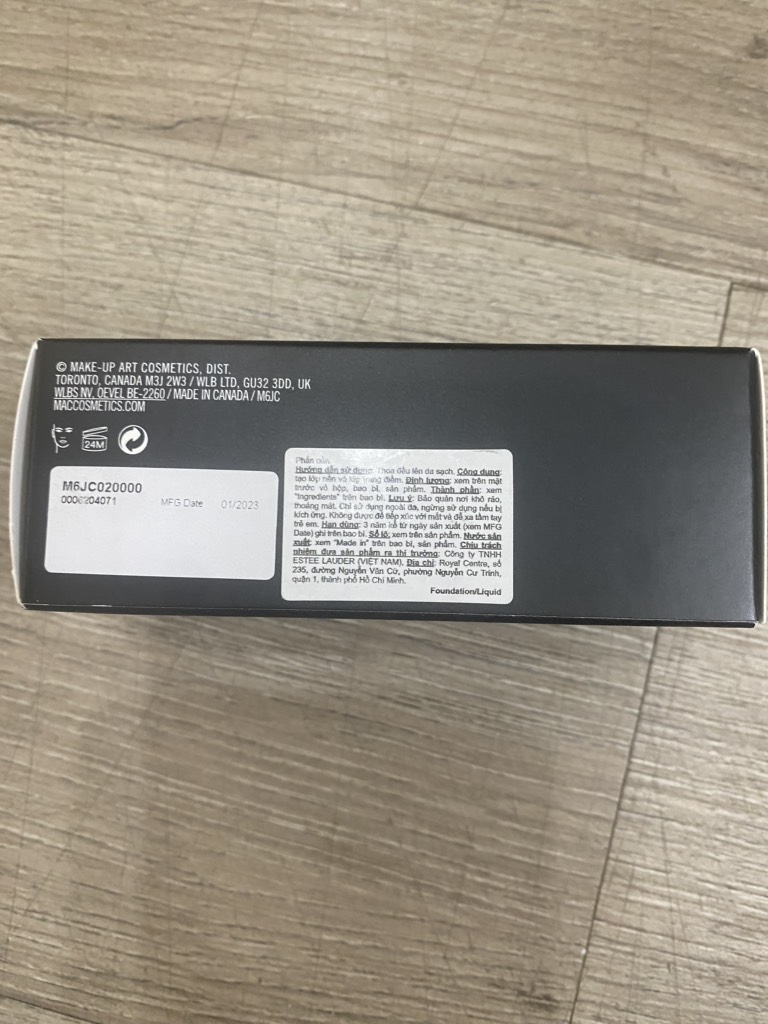 © MAKE-UP ART COSMETICS, DIST.
TORONTO, CANADA M3J 2W3 / WLB LTD, GU32 3DD, UK
WLBS NV, OEVEL BE-2260 / MADE IN CANADA / M6JC
MACCOSMETICS.COM
24M
M6JC020000
0006204071
MFG Date 01/2023
Phấn nền
Hướng dẫn sử dụng: Thoa đều lên da sạch. Công dụng:
tạo lớp nền và lớp trang điểm. Định lượng: xem trên mặt
trước vỏ hộp, bao bì, sản phẩm. Thành phần: xem
"Ingredients" trên bao bì. Lưu ý: Bảo quản nơi khô ráo,
thoáng mát. Chỉ sử dụng ngoài da, ngừng sử dụng nếu bị
kích ứng. Không được để tiếp xúc với mắt và để xa tầm tay
trẻ em. Hạn dùng: 3 năm kể từ ngày sản xuất (xem MFG
Date) ghi trên bao bì. Số lô: xem trên sản phẩm. Nước sản
xuất: xem "Made in" trên bao bì, sản phẩm. Chịu trách
nhiệm đưa sản phẩm ra thị trường: Công ty TNHH
ESTEE LAUDER (VIỆT NAM). Địa chỉ: Royal Centre, số
235, đường Nguyễn Văn Cừ, phường Nguyễn Cư Trinh,
quận 1, thành phố Hồ Chí Minh.
Foundation/Liquid